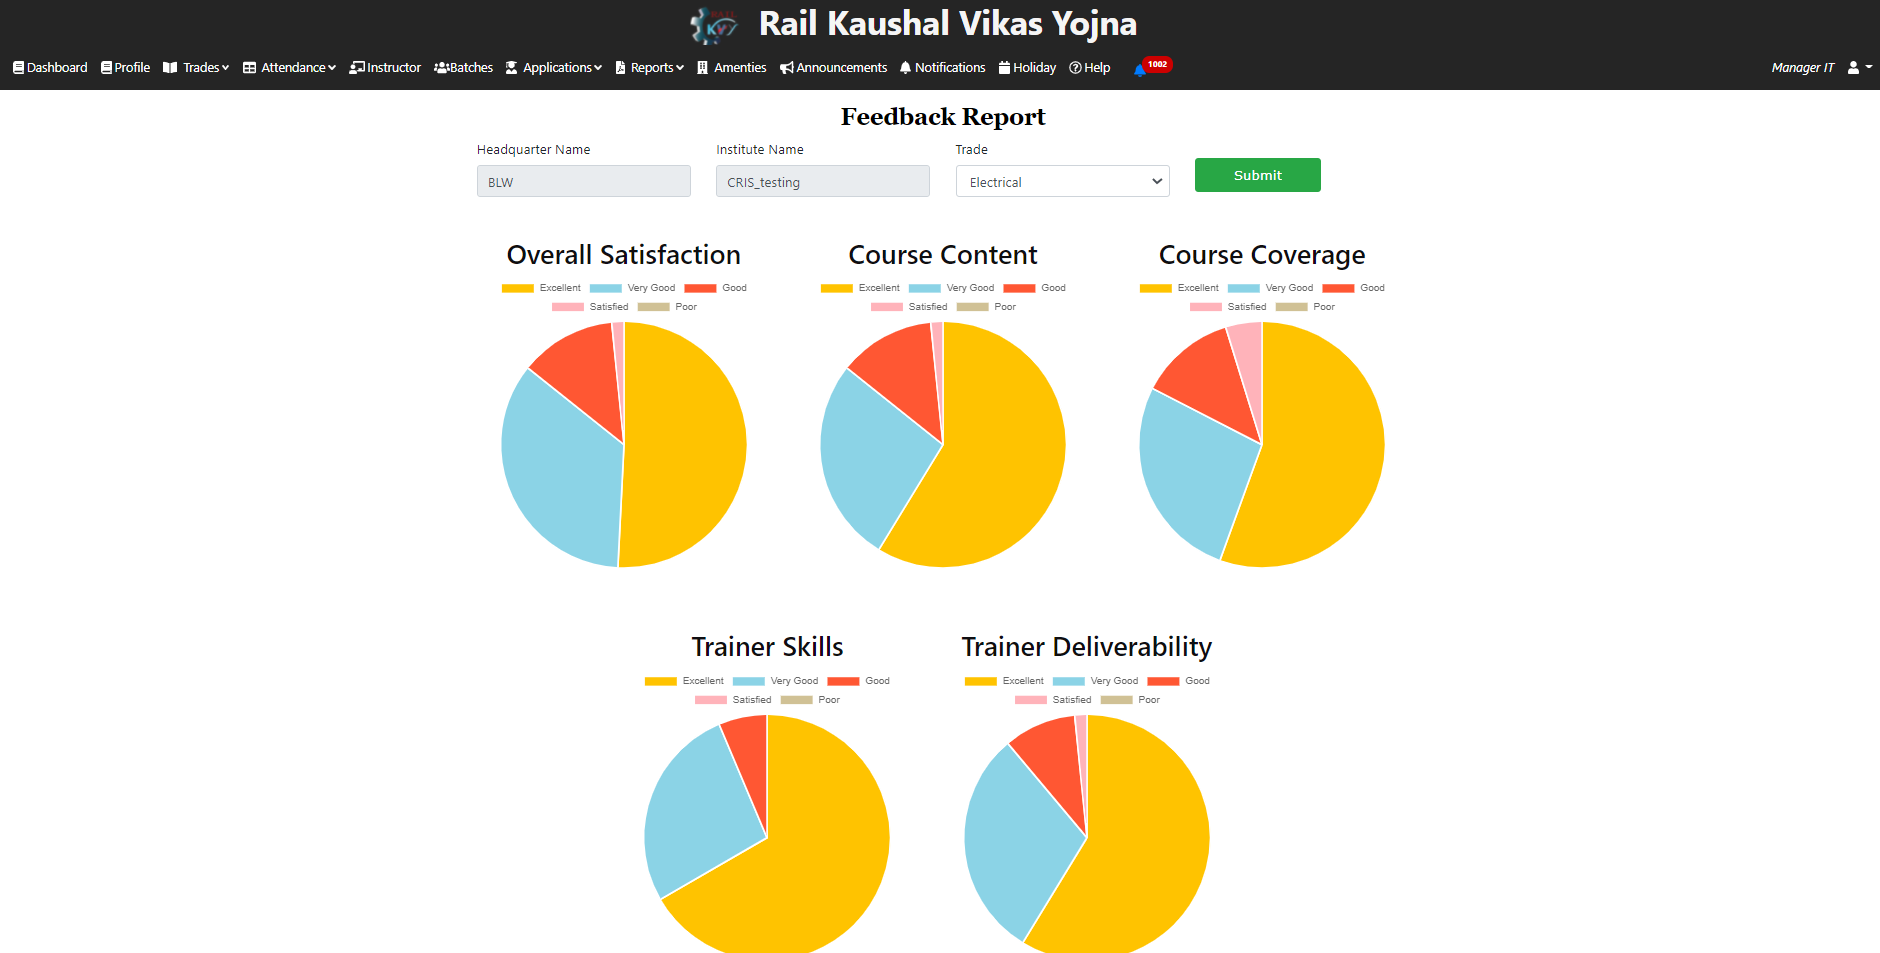 Rail Kaushal Vikas Yojna
Dashboard Profile Trades Attendance Instructor Batches Applications Reports Amenties Announcements Notifications Holiday Help 1002 Manager IT
Feedback Report
Headquarter Name Institute Name Trade
BLW CRIS_testing Electrical Submit
Overall Satisfaction Course Content Course Coverage
Excellent Very Good Good Excellent Very Good Good Excellent Very Good Good
Satisfied Poor Satisfied Poor Satisfied Poor
Trainer Skills Trainer Deliverability
Excellent Very Good Good Excellent Very Good Good
Satisfied Poor Satisfied Poor